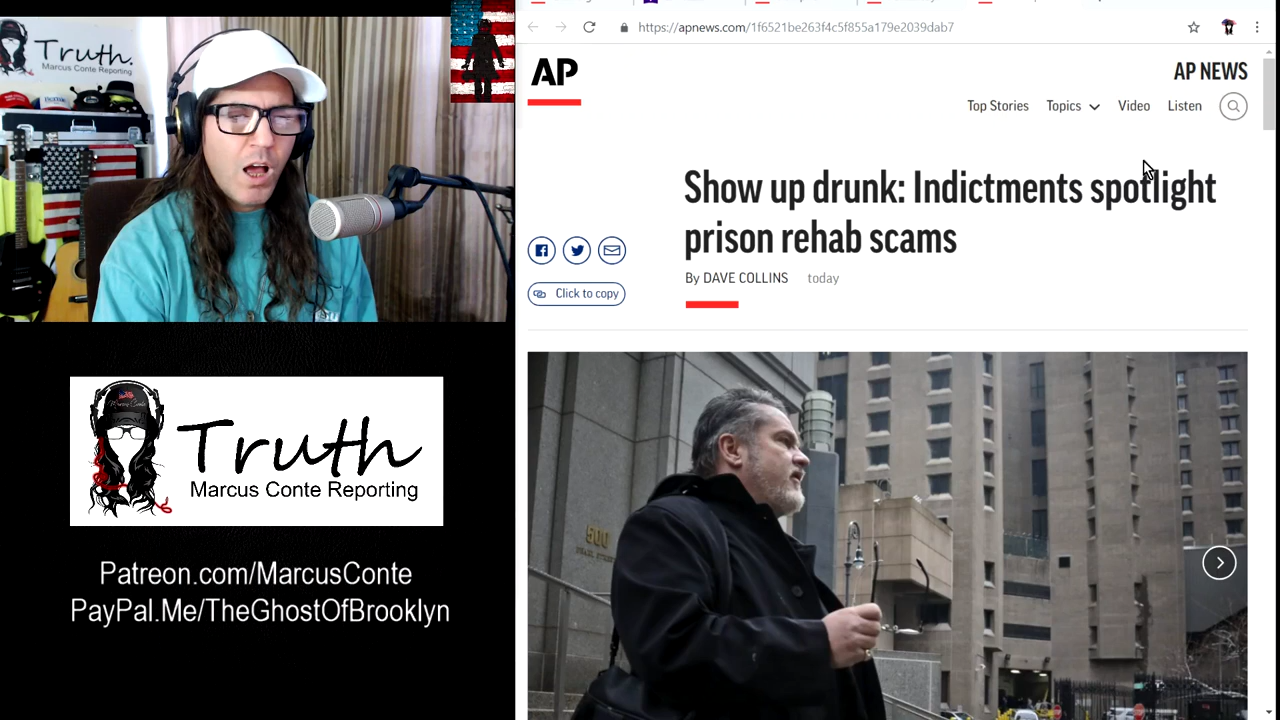 Truth.
Marcus Conte Reporting
Truth
Marcus Conte Reporting
Patreon.com/MarcusConte
PayPal.Me/TheGhostOfBrooklyn
https://apnews.com/1f6521be263f4c5f855a179e2039dab7
AP
AP NEWS
Top Stories Topics Video Listen
Show up drunk: Indictments spotlight
prison rehab scams
By DAVE COLLINS today
Click to copy
500